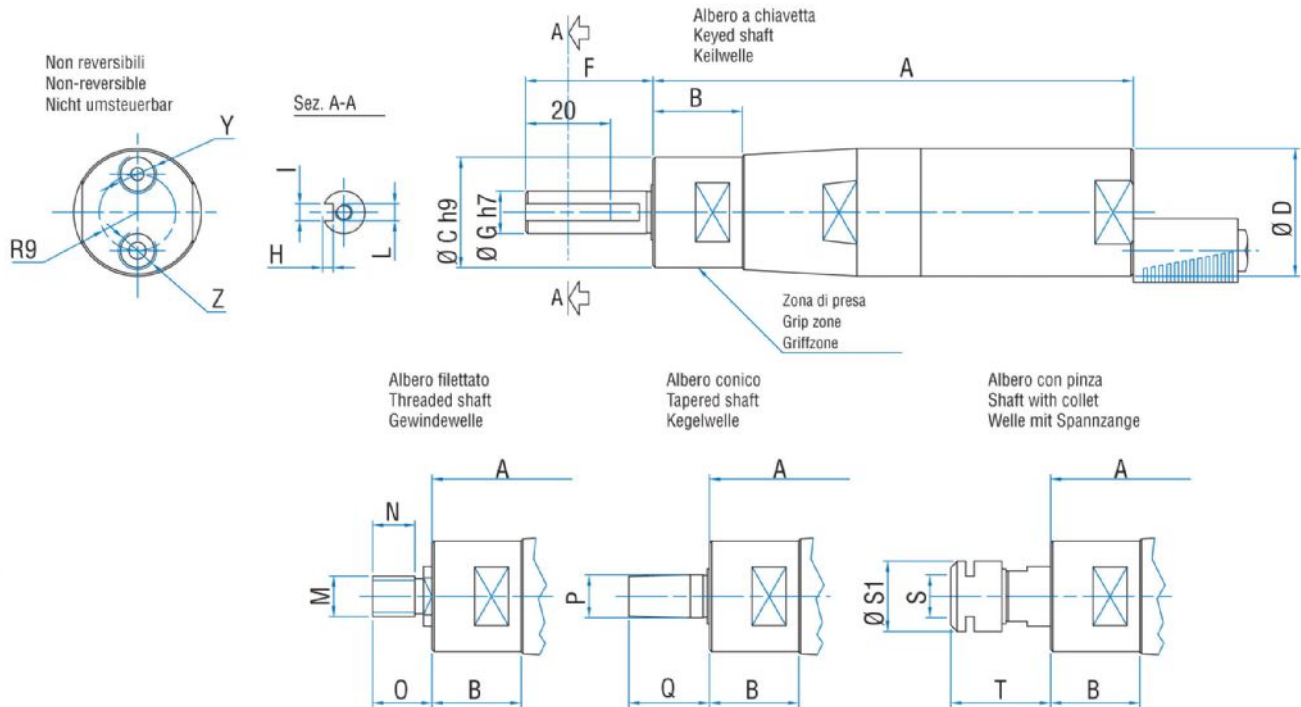 Non reversibili
Non-reversible
Nicht umsteuerbar
Y
R9
Z
Sez. A-A
I
H
L
A
A
F
20
B
Albero a chiavetta
Keyed shaft
Keilwelle
A
Ø C h9
Ø G h7
Ø D
Zona di presa
Grip zone
Griffzone
Albero filettato
Threaded shaft
Gewindewelle
A
N
M
O
B
Albero conico
Tapered shaft
Kegelwelle
A
P
Q
B
Albero con pinza
Shaft with collet
Welle mit Spannzange
A
Ø S1
S
T
B